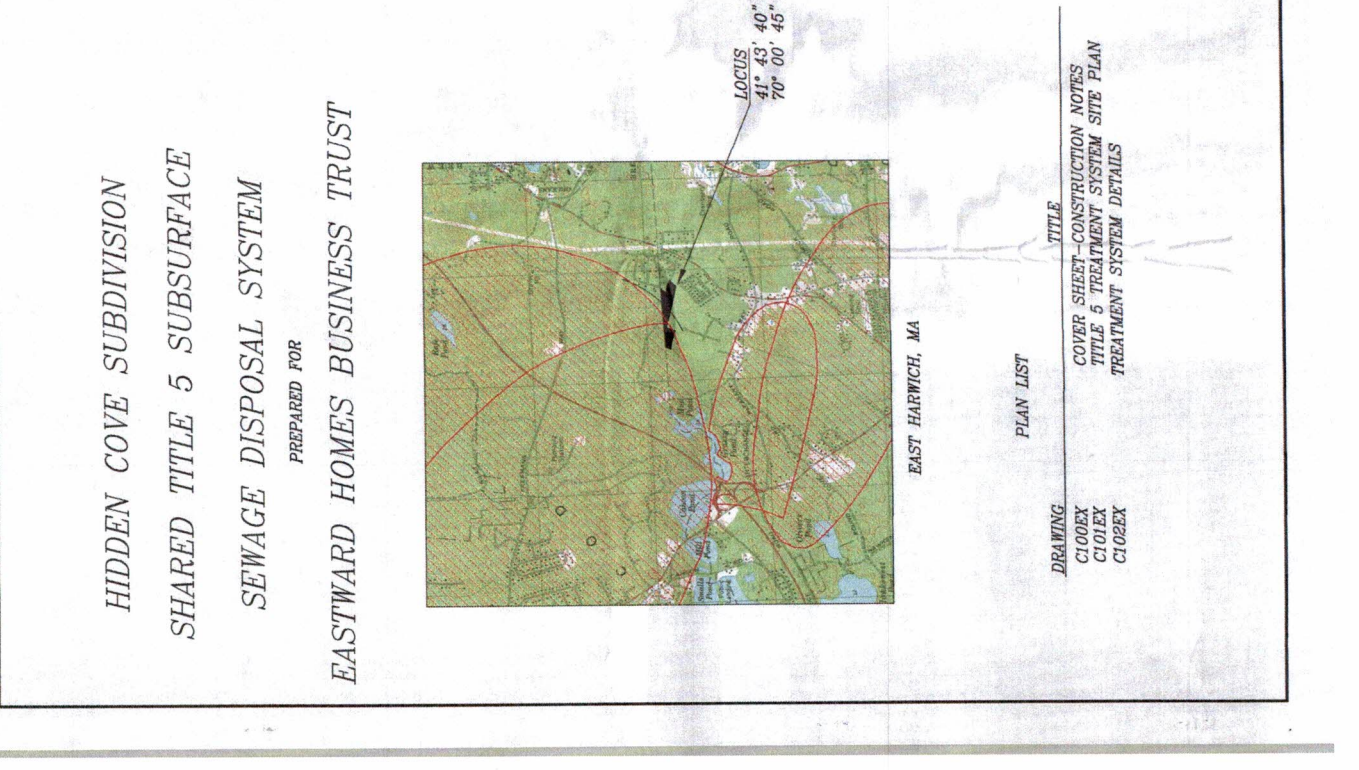 HIDDEN COVE SUBDIVISION
SHARED TITLE 5 SUBSURFACE
SEWAGE DISPOSAL SYSTEM
PREPARED FOR
EASTWARD HOMES BUSINESS TRUST
LOCUS
41° 43' 40"
70° 00' 45"
EAST HARWICH, MA
PLAN LIST
DRAWING TITLE
C100EX COVER SHEET-CONSTRUCTION NOTES
C101EX TITLE 5 TREATMENT SYSTEM SITE PLAN
C102EX TREATMENT SYSTEM DETAILS